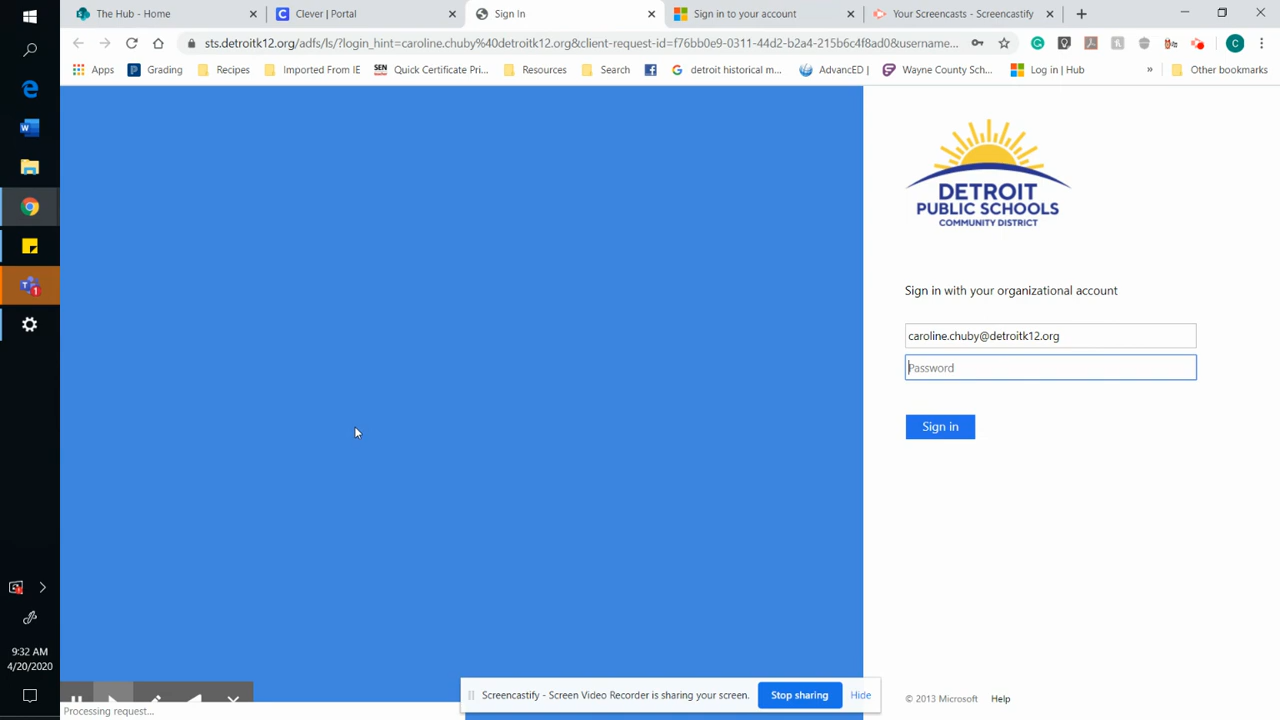 The Hub - Home
Clever | Portal
Sign In
Sign in to your account
Your Screencasts - Screencastify
sts.detroitk12.org/adfs/ls/?login_hint=caroline.chuby%40detroitk12.org&client-request-id=f76bb0e9-0311-44d2-b2a4-215b6c4f8ad0&username...
C
Apps
Grading
Recipes
Imported From IE
SEN
Quick Certificate Pri...
Resources
Search
detroit historical m...
AdvancED |
Wayne County Sch...
Log in | Hub
»
Other bookmarks
DETROIT
PUBLIC SCHOOLS
COMMUNITY DISTRICT
Sign in with your organizational account
caroline.chuby@detroitk12.org
Password
Sign in
9:32 AM
4/20/2020
Screencastify - Screen Video Recorder is sharing your screen.
Stop sharing
Hide
Processing request...
© 2013 Microsoft
Help